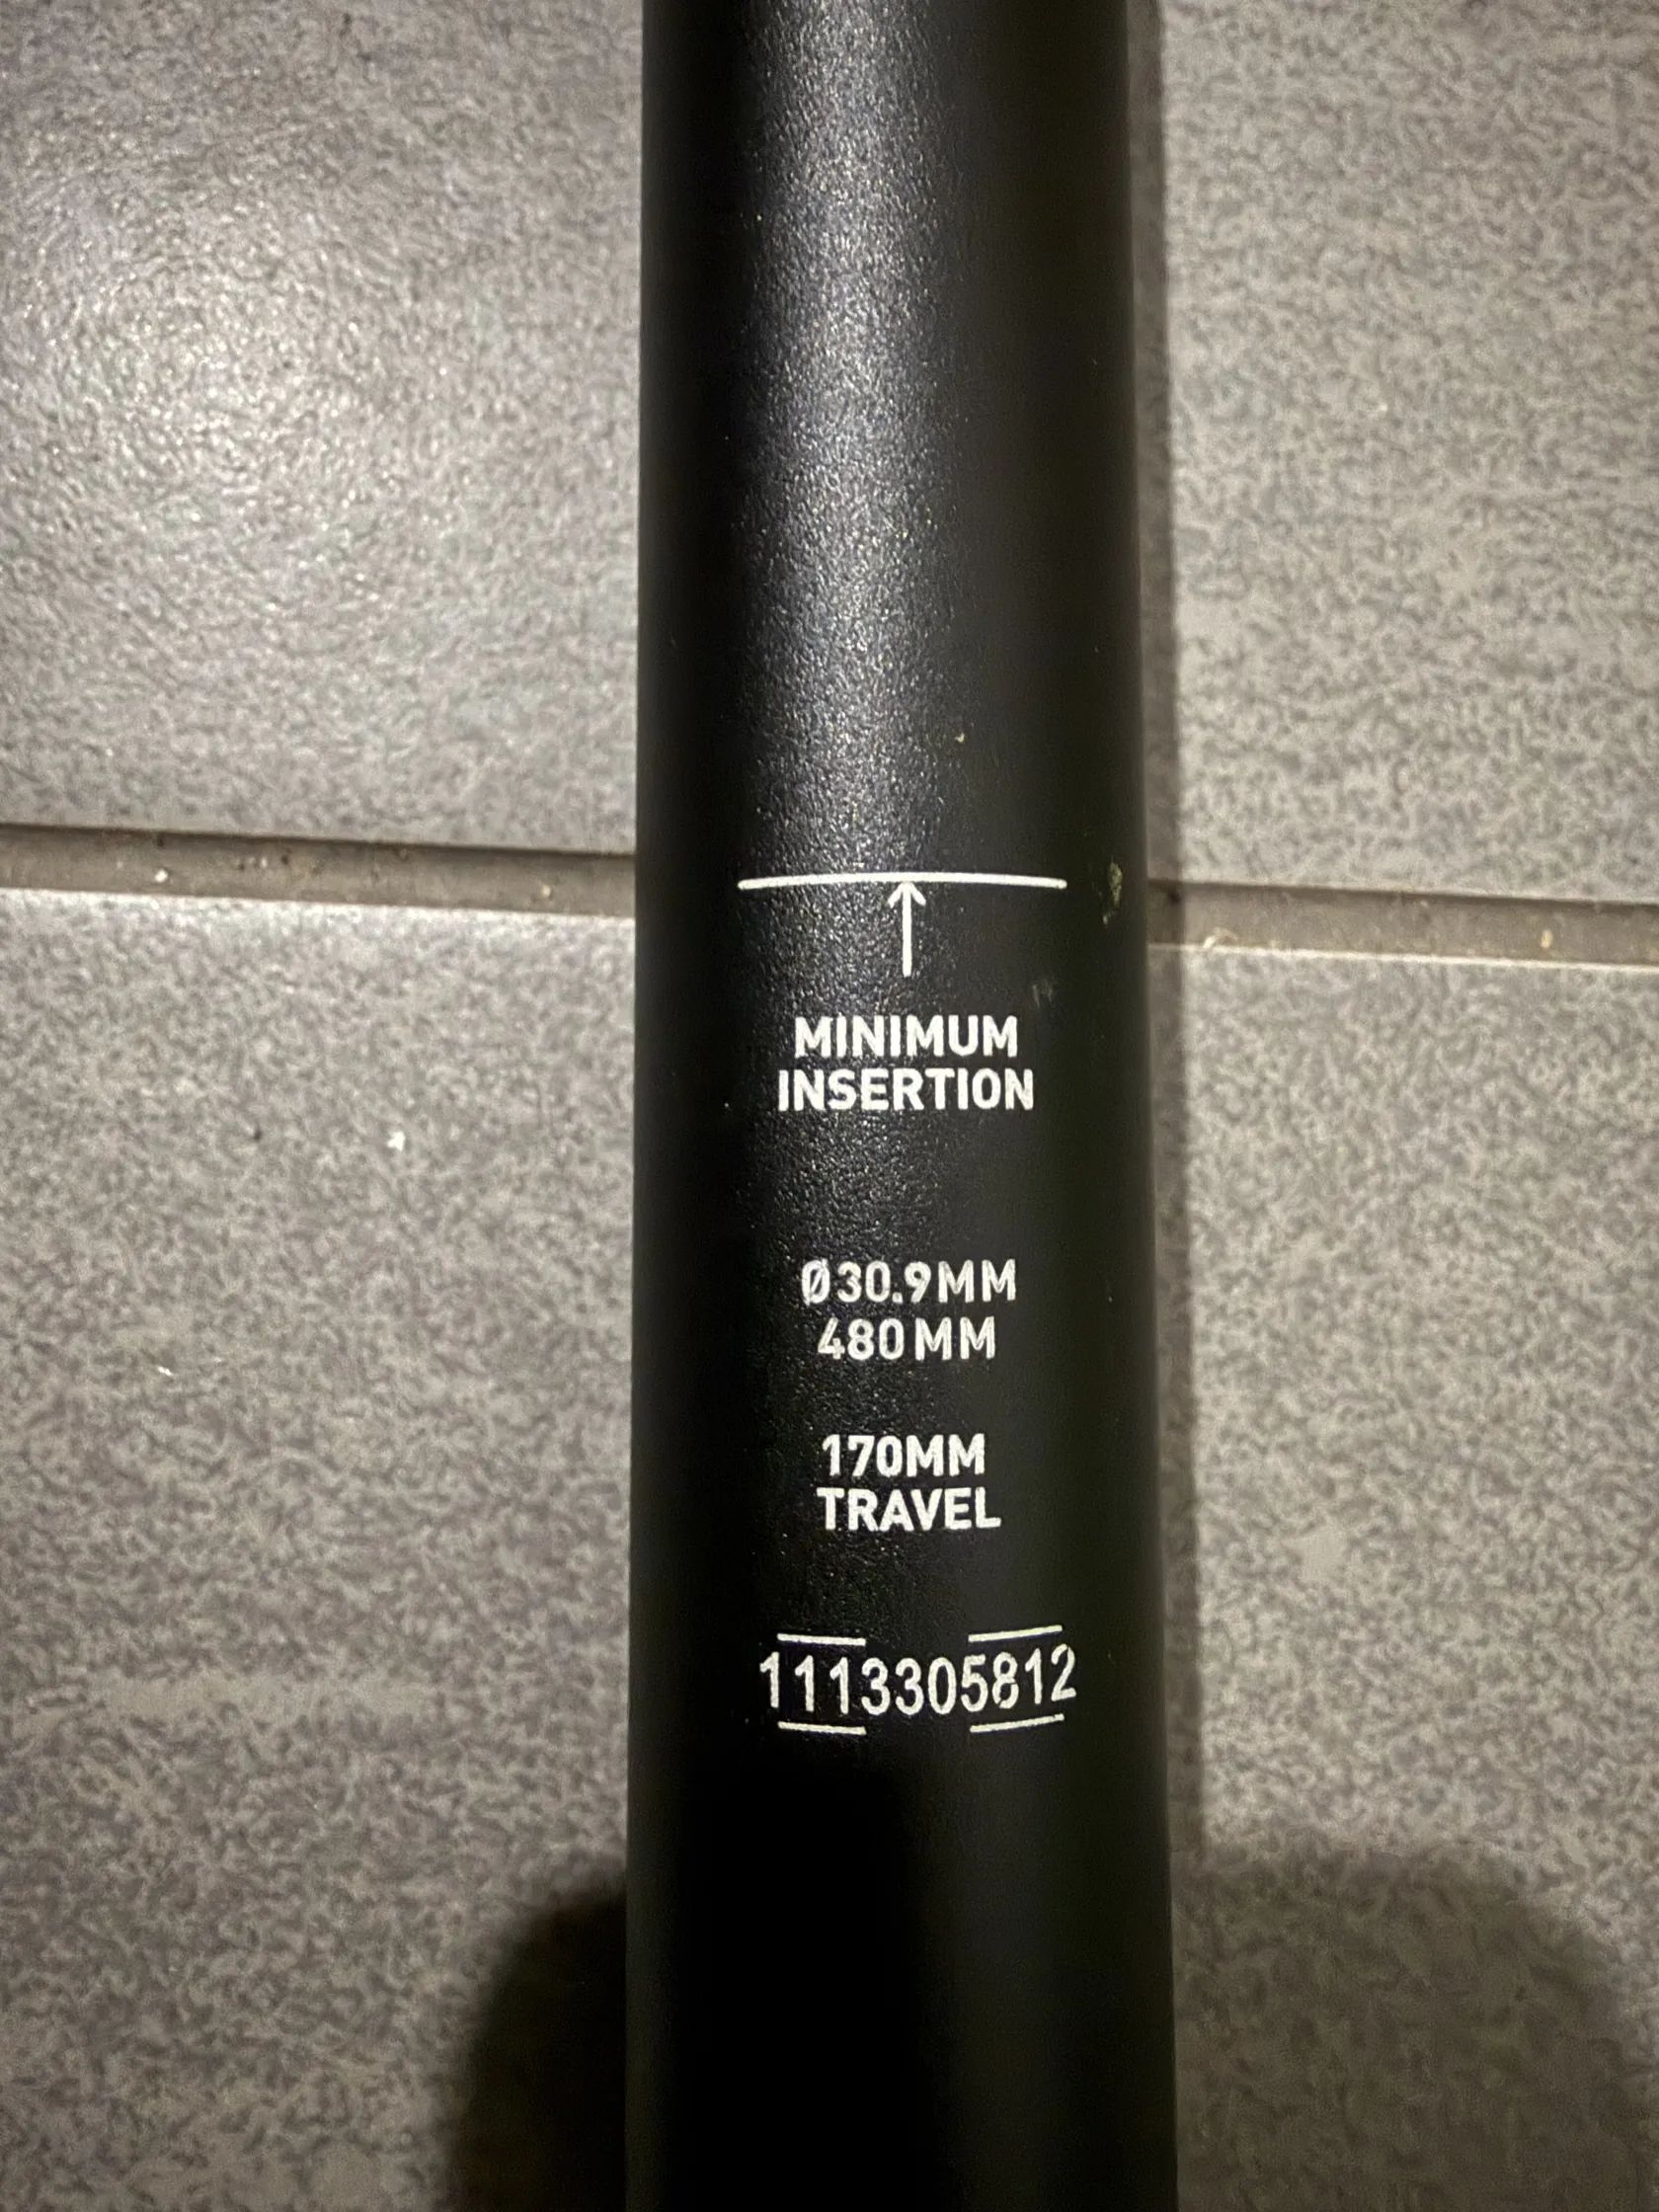 MINIMUM
INSERTION
Ø30.9MM
480MM
170MM
TRAVEL
1113305812